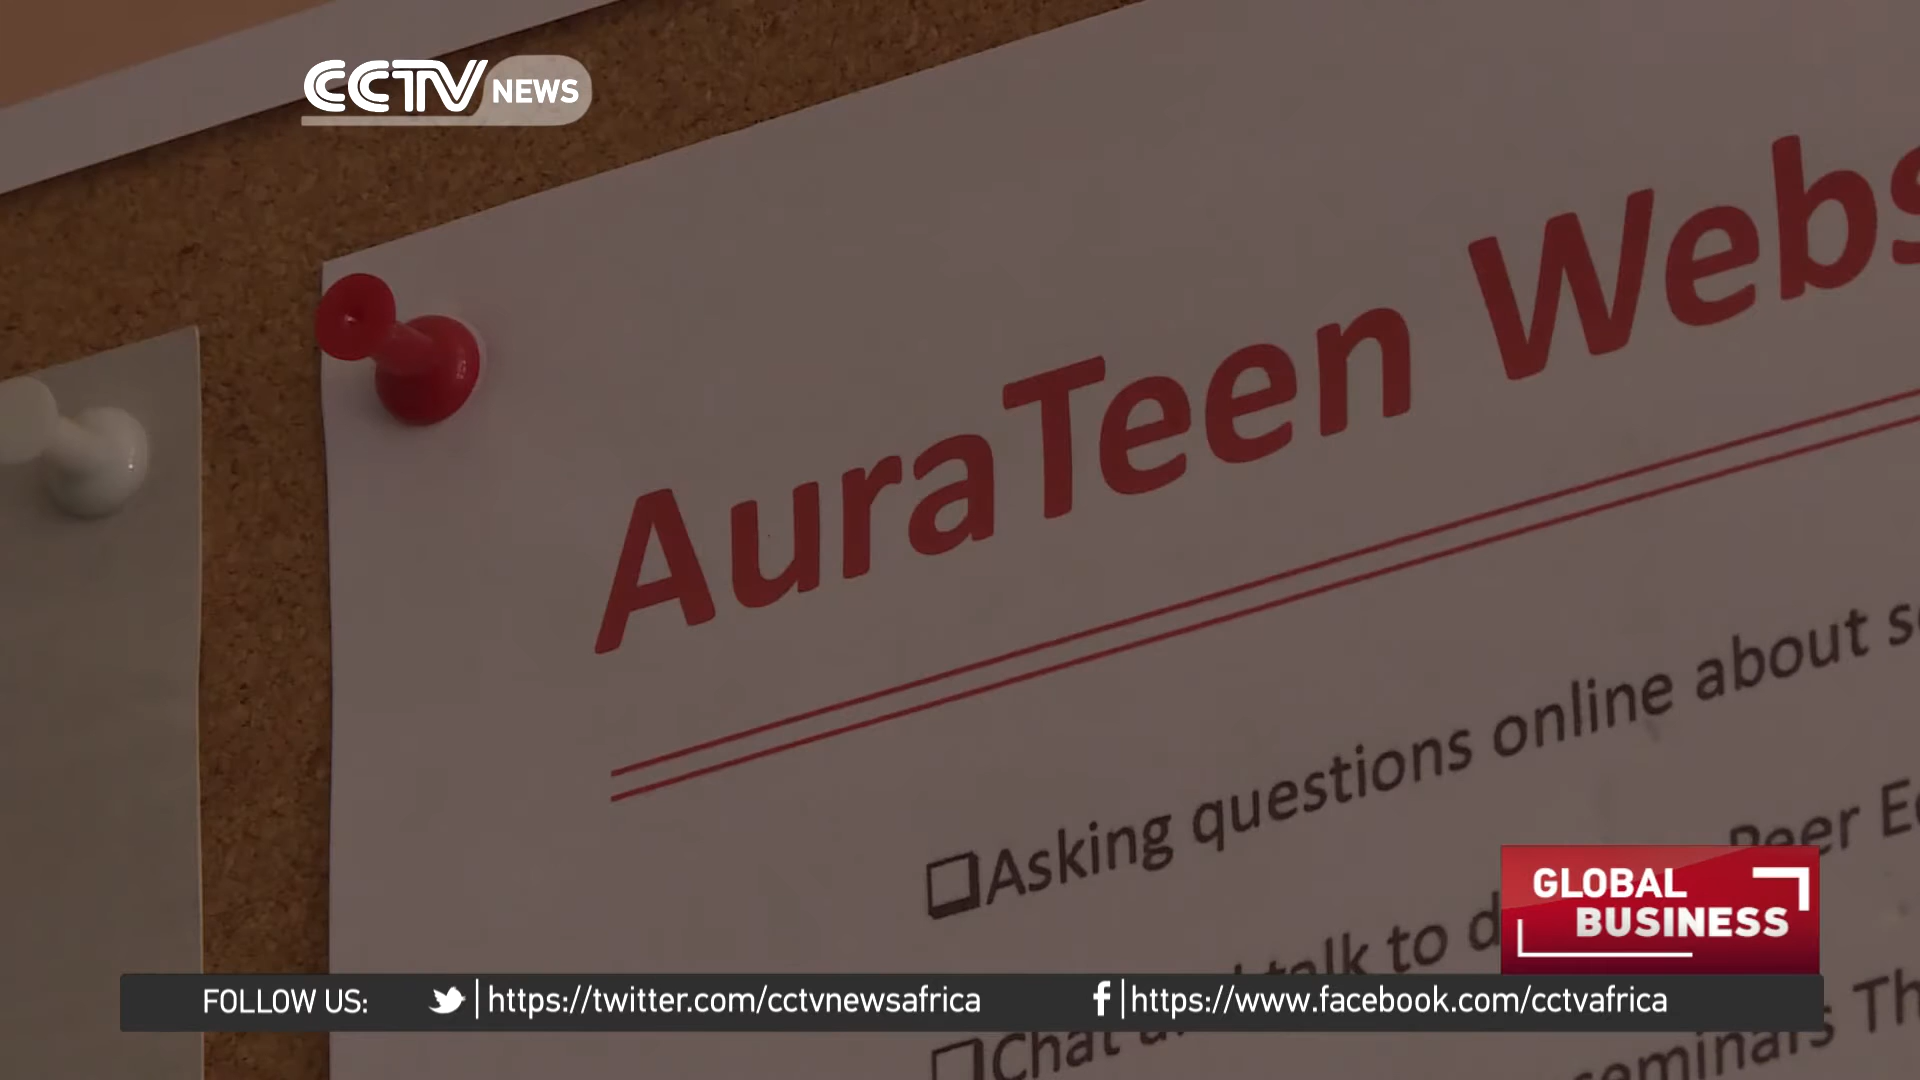 CCTV NEWS
AuraTeen Webs
Asking questions online about s
Peer E
talk to d
Chat
seminars Th
GLOBAL
BUSINESS
FOLLOW US: https://twitter.com/cctvnewsafrica https://www.facebook.com/cctvafrica